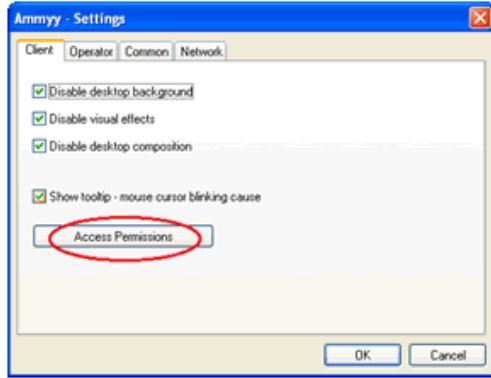 Ammyy - Settings
Client Operator Common Network
Disable desktop background
Disable visual effects
Disable desktop composition
Show tooltip - mouse cursor blinking cause
Access Permissions
OK Cancel